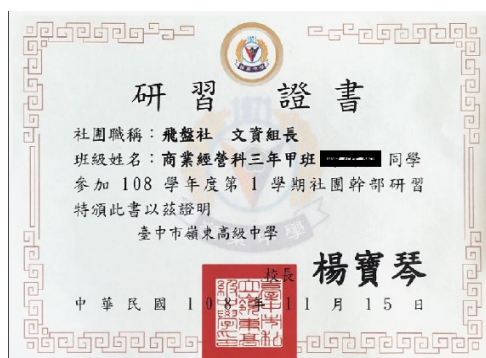 研習證書
社團職稱：飛盤社 文資組長
班級姓名：商業經營科三年甲班 同學
參加 108 學年度第 1 學期社團幹部研習
特頒此書以茲證明
臺中市嶺東高級中學
校長 楊寶琴
中華民國 108 年 11 月 15 日